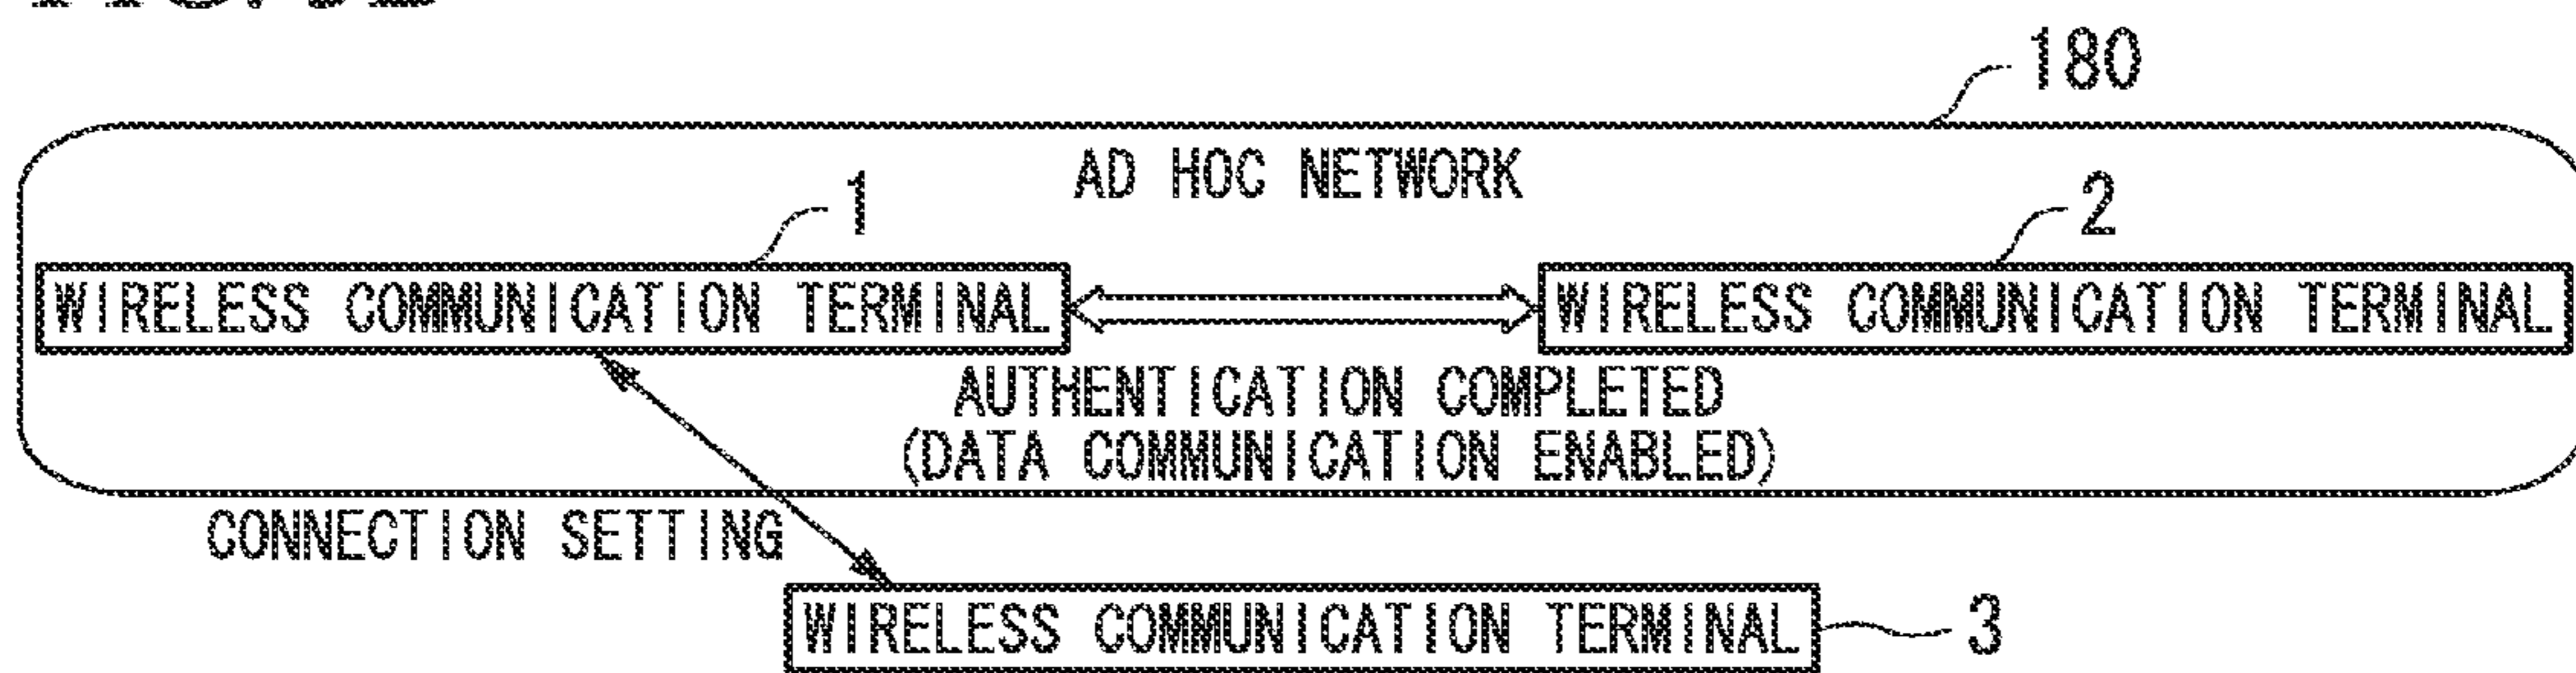 180
AD HOC NETWORK
1
2
WIRELESS COMMUNICATION TERMINAL
WIRELESS COMMUNICATION TERMINAL
AUTHENTICATION COMPLETED
(DATA COMMUNICATION ENABLED)
CONNECTION SETTING
WIRELESS COMMUNICATION TERMINAL
3